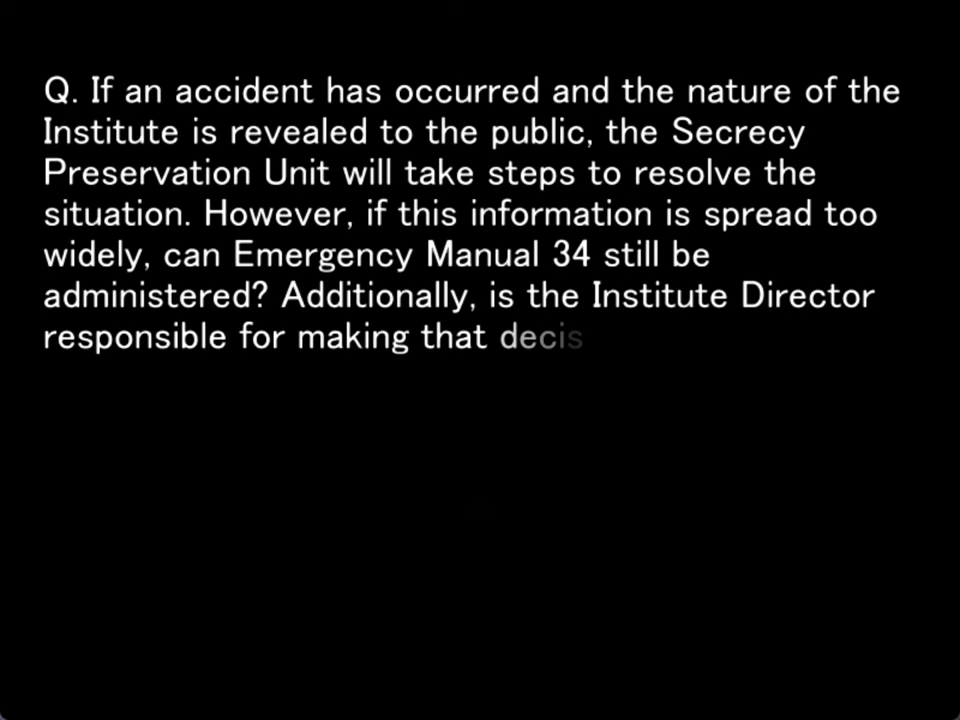 Q. If an accident has occurred and the nature of the
Institute is revealed to the public, the Secrecy
Preservation Unit will take steps to resolve the
situation. However, if this information is spread too
widely, can Emergency Manual 34 still be
administered? Additionally, is the Institute Director
responsible for making that decis